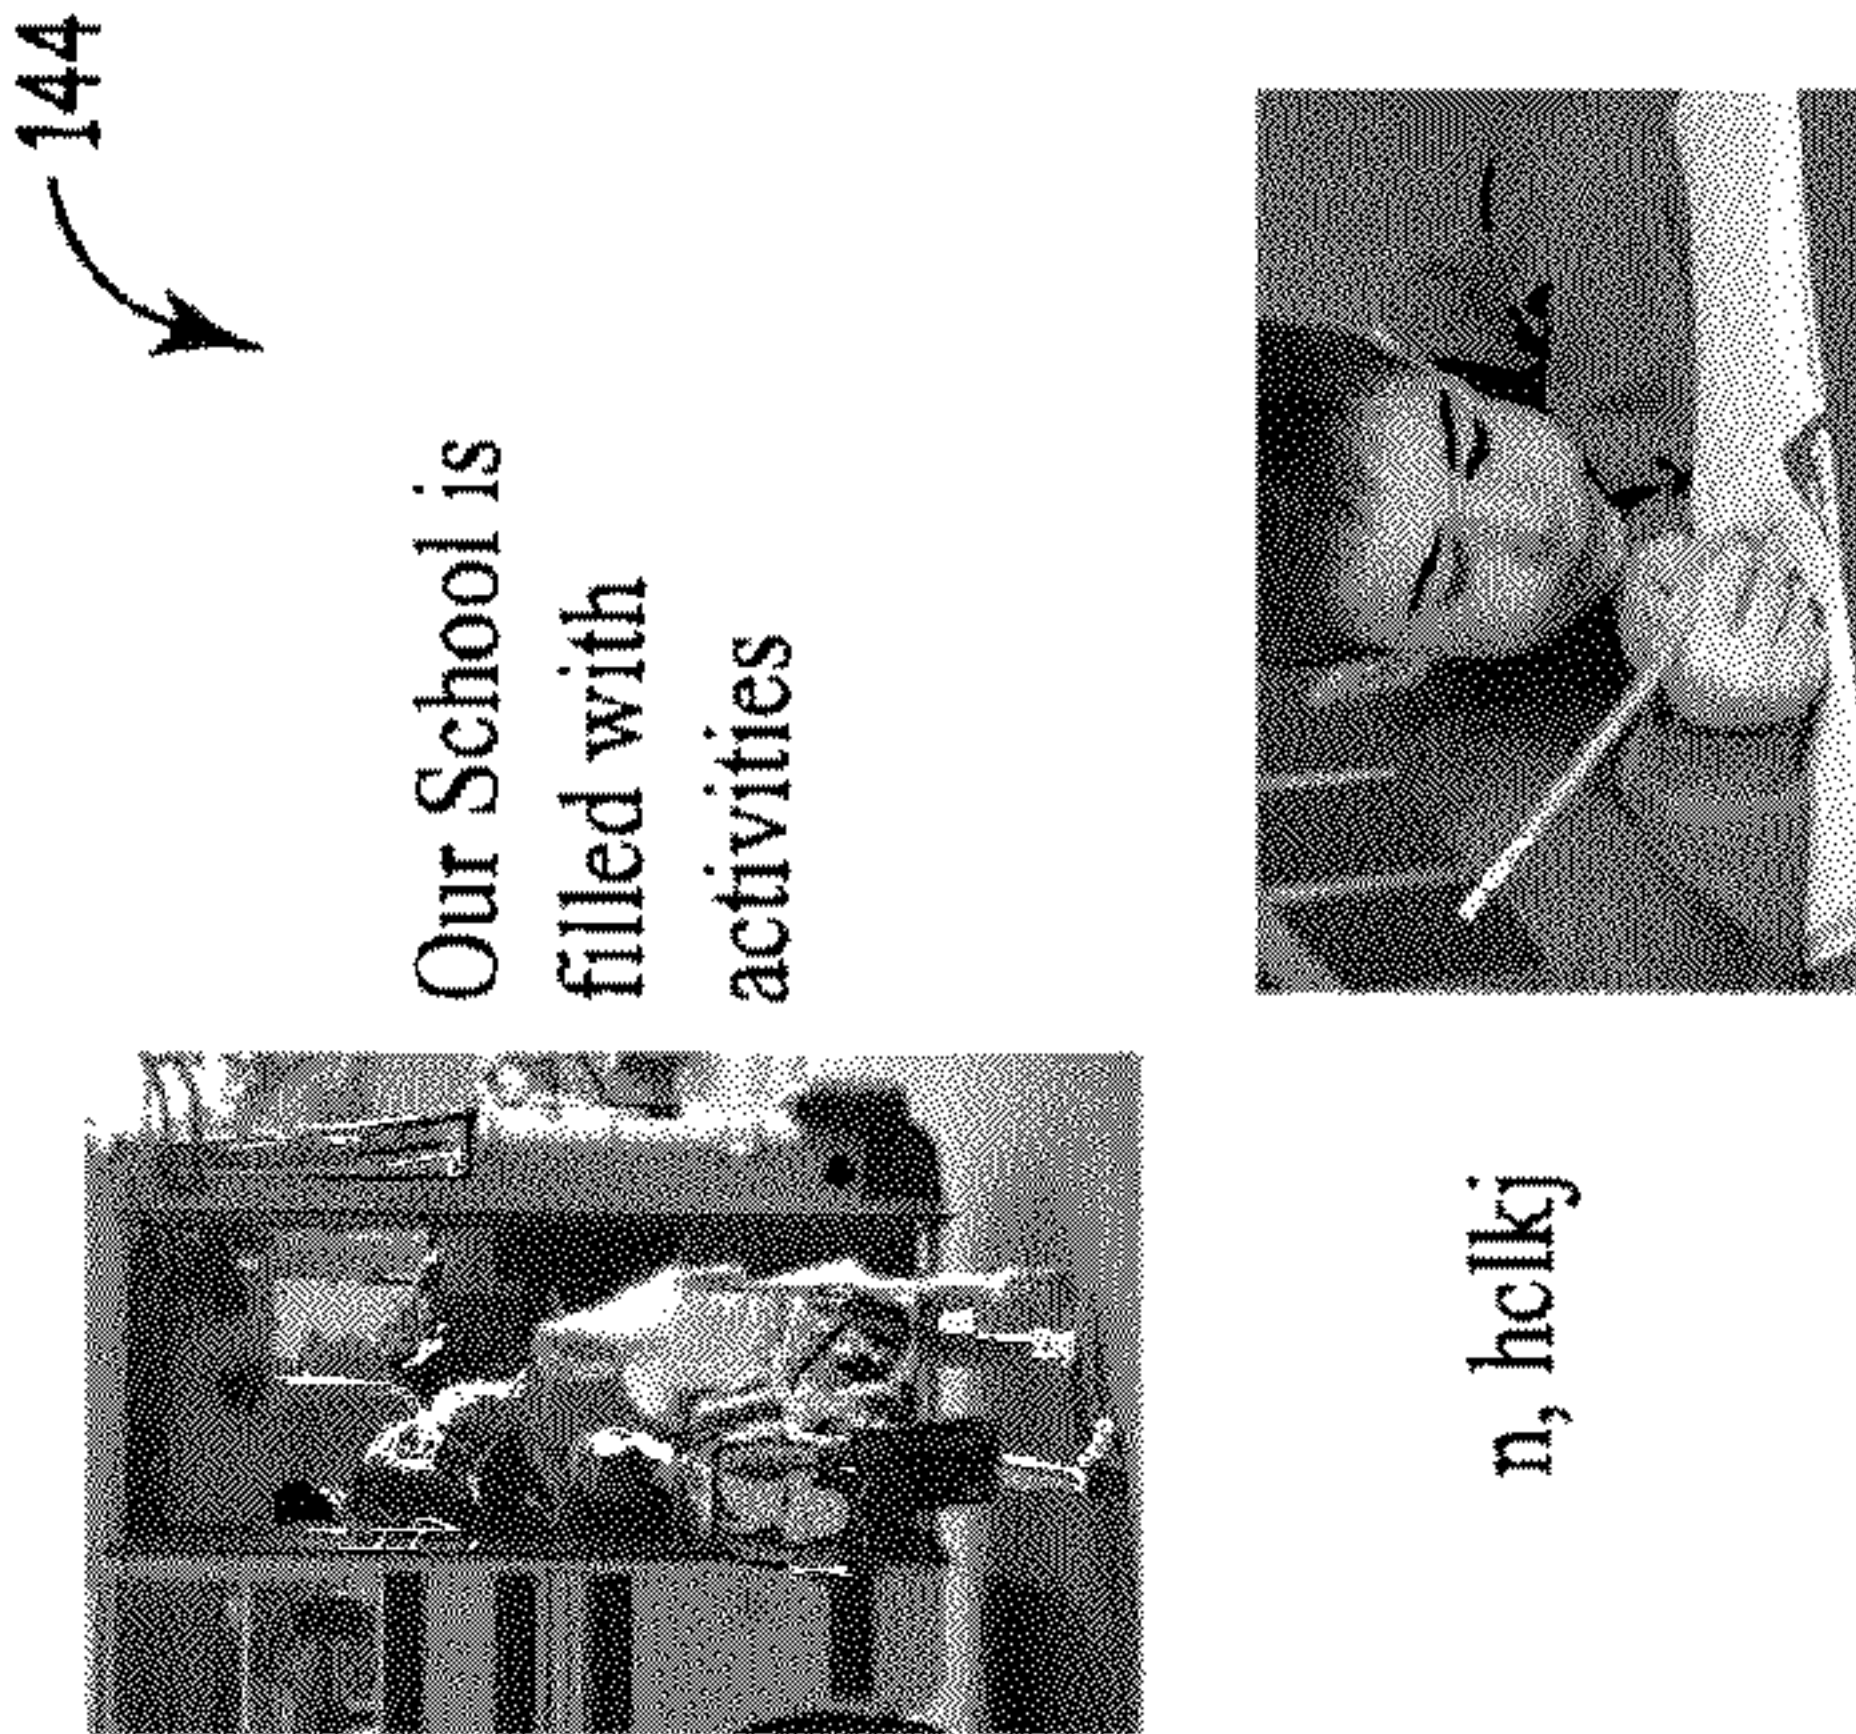 144
Our School is
filled with
activities
n, hclkj